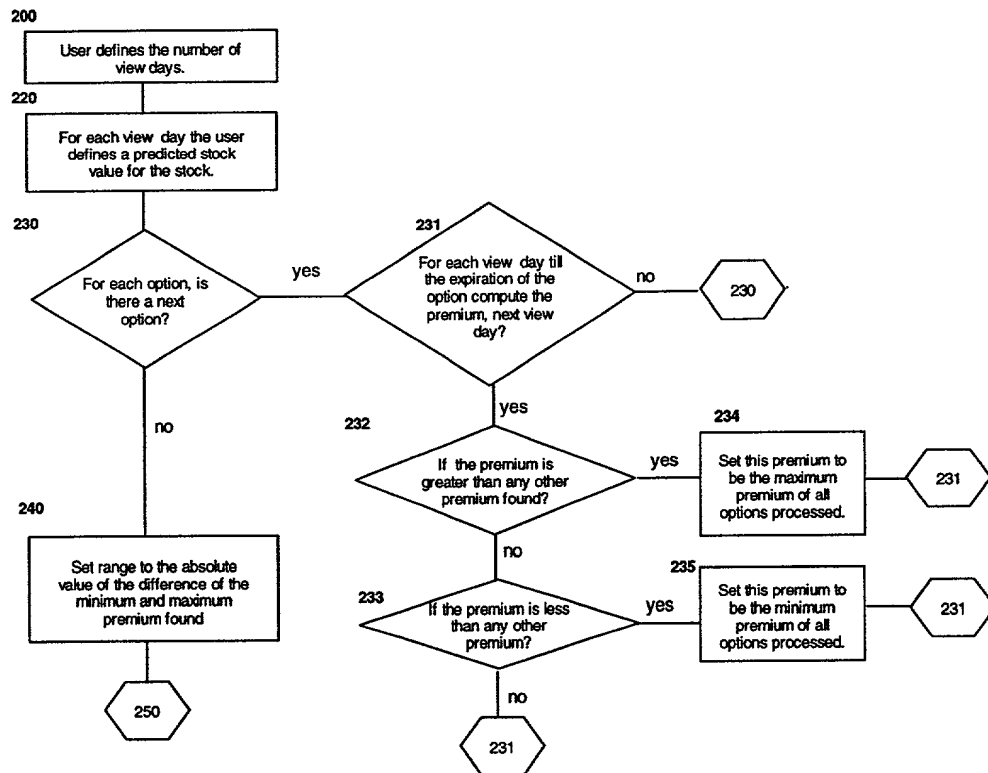 200
User defines the number of
view days.
220
For each view day the user
defines a predicted stock
value for the stock.
230
For each option, is
there a next
option?
yes
231
For each view day till
the expiration of the
option compute the
premium, next view
day?
no
230
yes
no
232
If the premium is
greater than any other
premium found?
yes
234
Set this premium to
be the maximum
premium of all
options processed.
231
no
240
Set range to the absolute
value of the difference of the
minimum and maximum
premium found
250
233
If the premium is less
than any other
premium?
yes
235
Set this premium to
be the minimum
premium of all
options processed.
231
no
231